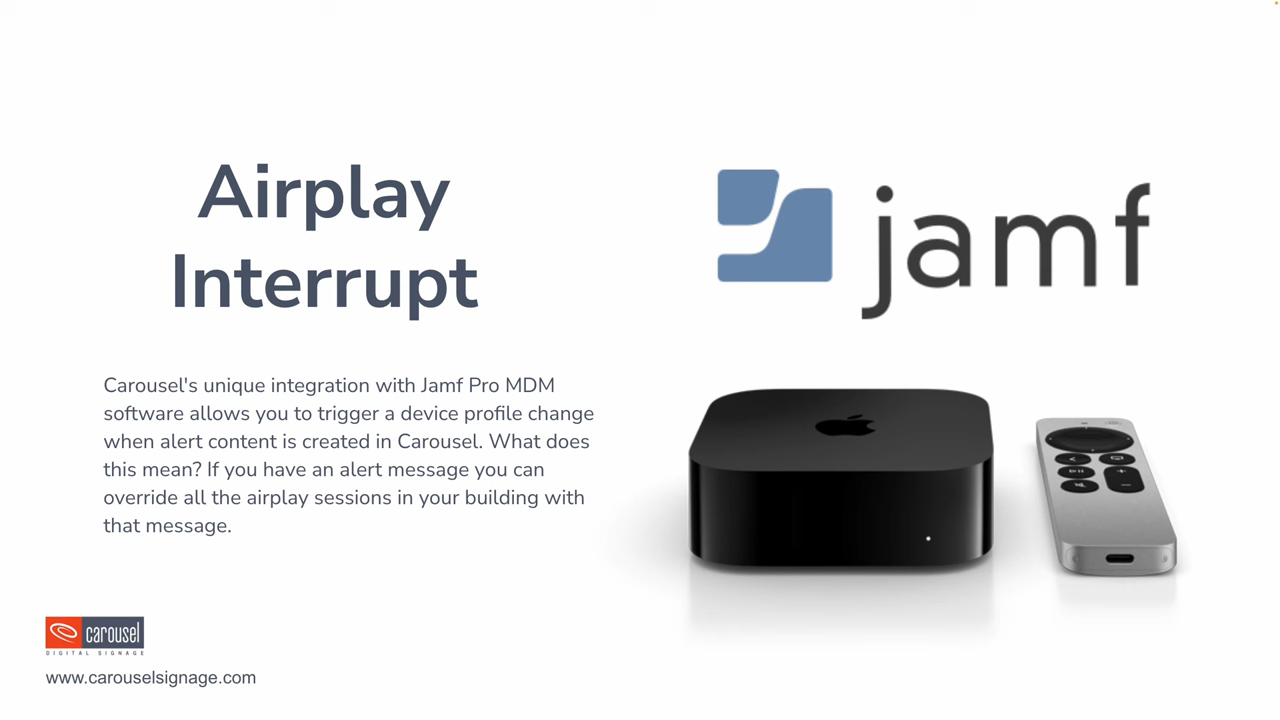 Airplay
Interrupt
Carousel's unique integration with Jamf Pro MDM
software allows you to trigger a device profile change
when alert content is created in Carousel. What does
this mean? If you have an alert message you can
override all the airplay sessions in your building with
that message.
jamf
carousel
DIGITAL SIGNAGE
www.carouselsignage.com